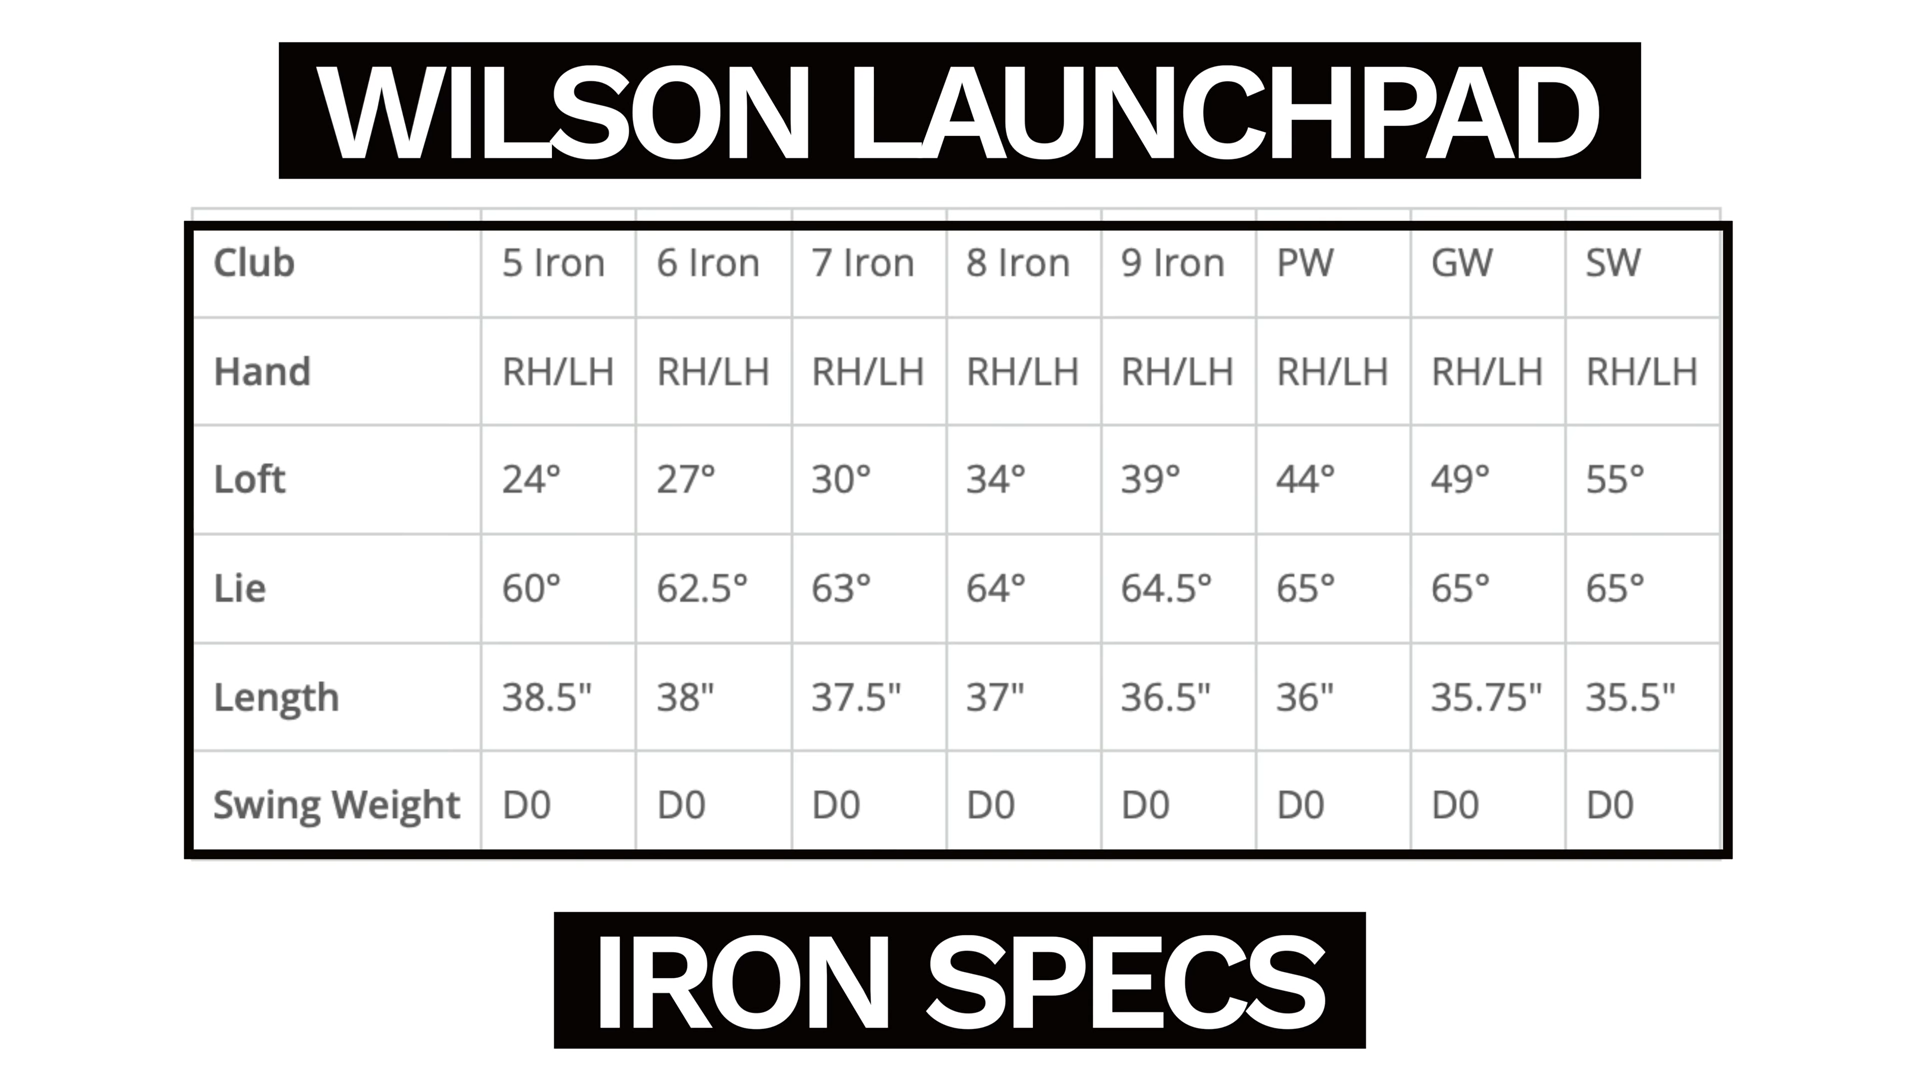 WILSON LAUNCHPAD
Club 5 Iron 6 Iron 7 Iron 8 Iron 9 Iron PW GW SW
Hand RH/LH RH/LH RH/LH RH/LH RH/LH RH/LH RH/LH RH/LH
Loft 24° 27° 30° 34° 39° 44° 49° 55°
Lie 60° 62.5° 63° 64° 64.5° 65° 65° 65°
Length 38.5" 38" 37.5" 37" 36.5" 36" 35.75" 35.5"
Swing Weight D0 D0 D0 D0 D0 D0 D0 D0
IRON SPECS